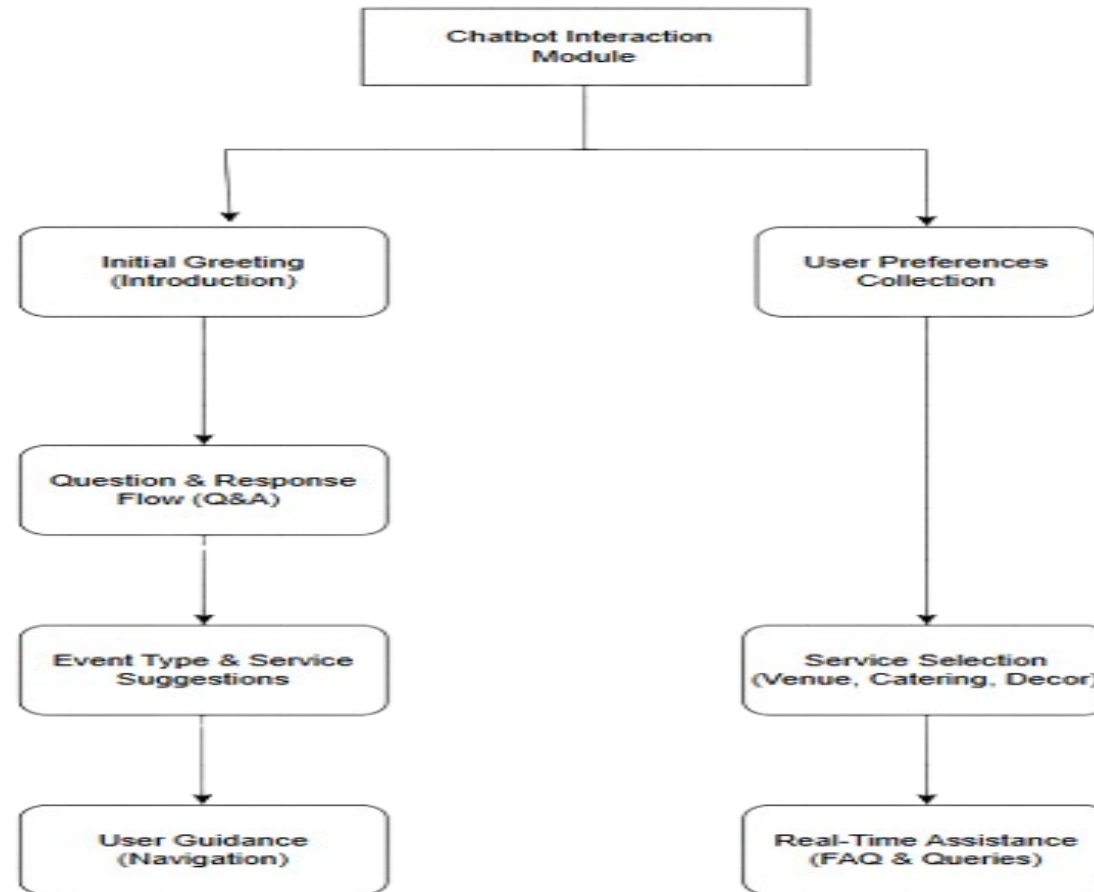 Chatbot Interaction
Module
Initial Greeting
(Introduction)
User Preferences
Collection
Question & Response
Flow (Q&A)
Event Type & Service
Suggestions
Service Selection
(Venue, Catering, Decor)
User Guidance
(Navigation)
Real-Time Assistance
(FAQ & Queries)